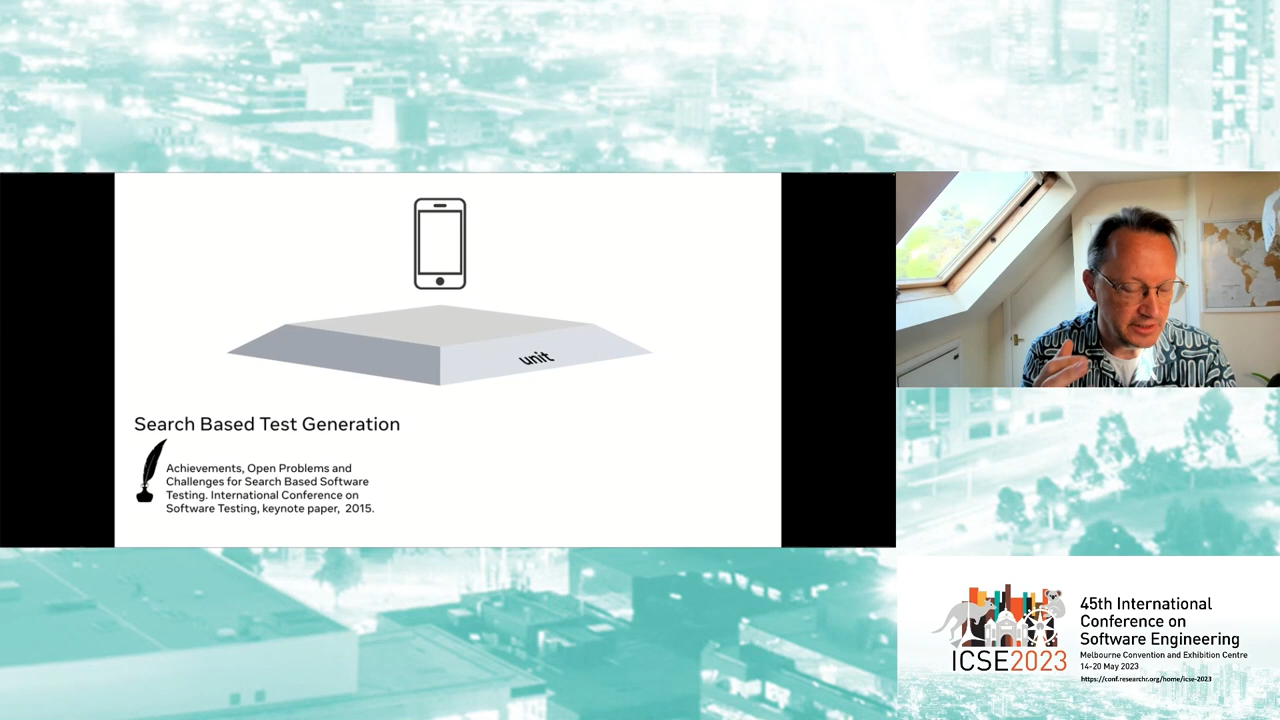 unit
Search Based Test Generation
Achievements, Open Problems and
Challenges for Search Based Software
Testing. International Conference on
Software Testing, keynote paper, 2015.
ICSE2023
45th International
Conference on
Software Engineering
Melbourne Convention and Exhibition Centre
14-20 May 2023
https://conf.researchr.org/home/icse-2023